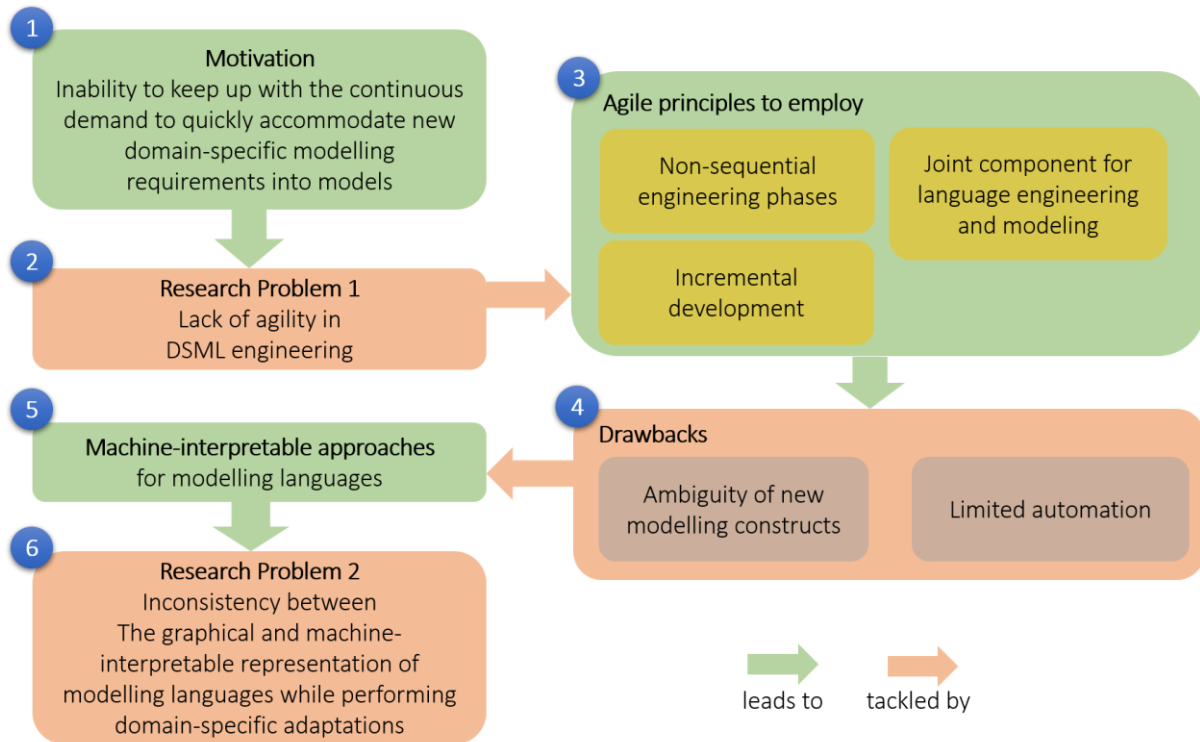 1
Motivation
Inability to keep up with the continuous
demand to quickly accommodate new
domain-specific modelling
requirements into models
2
Research Problem 1
Lack of agility in
DSML engineering
3
Agile principles to employ
Non-sequential
engineering phases
Joint component for
language engineering
and modeling
Incremental
development
4
Drawbacks
Ambiguity of new
modelling constructs
Limited automation
5
Machine-interpretable approaches
for modelling languages
6
Research Problem 2
Inconsistency between
The graphical and machine-
interpretable representation of
modelling languages while performing
domain-specific adaptations
leads to
tackled by